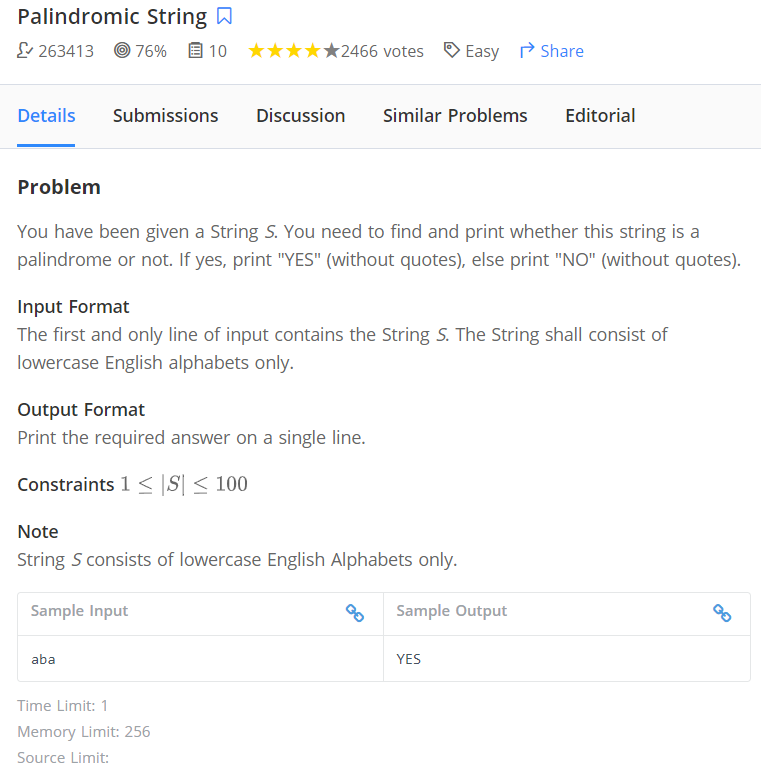 Palindromic String
263413 76% 10 2466 votes Easy Share
Details Submissions Discussion Similar Problems Editorial
Problem
You have been given a String S. You need to find and print whether this string is a
palindrome or not. If yes, print "YES" (without quotes), else print "NO" (without quotes).
Input Format
The first and only line of input contains the String S. The String shall consist of
lowercase English alphabets only.
Output Format
Print the required answer on a single line.
Constraints 1 ≤ |S| ≤ 100
Note
String S consists of lowercase English Alphabets only.
Sample Input Sample Output
aba YES
Time Limit: 1
Memory Limit: 256
Source Limit: